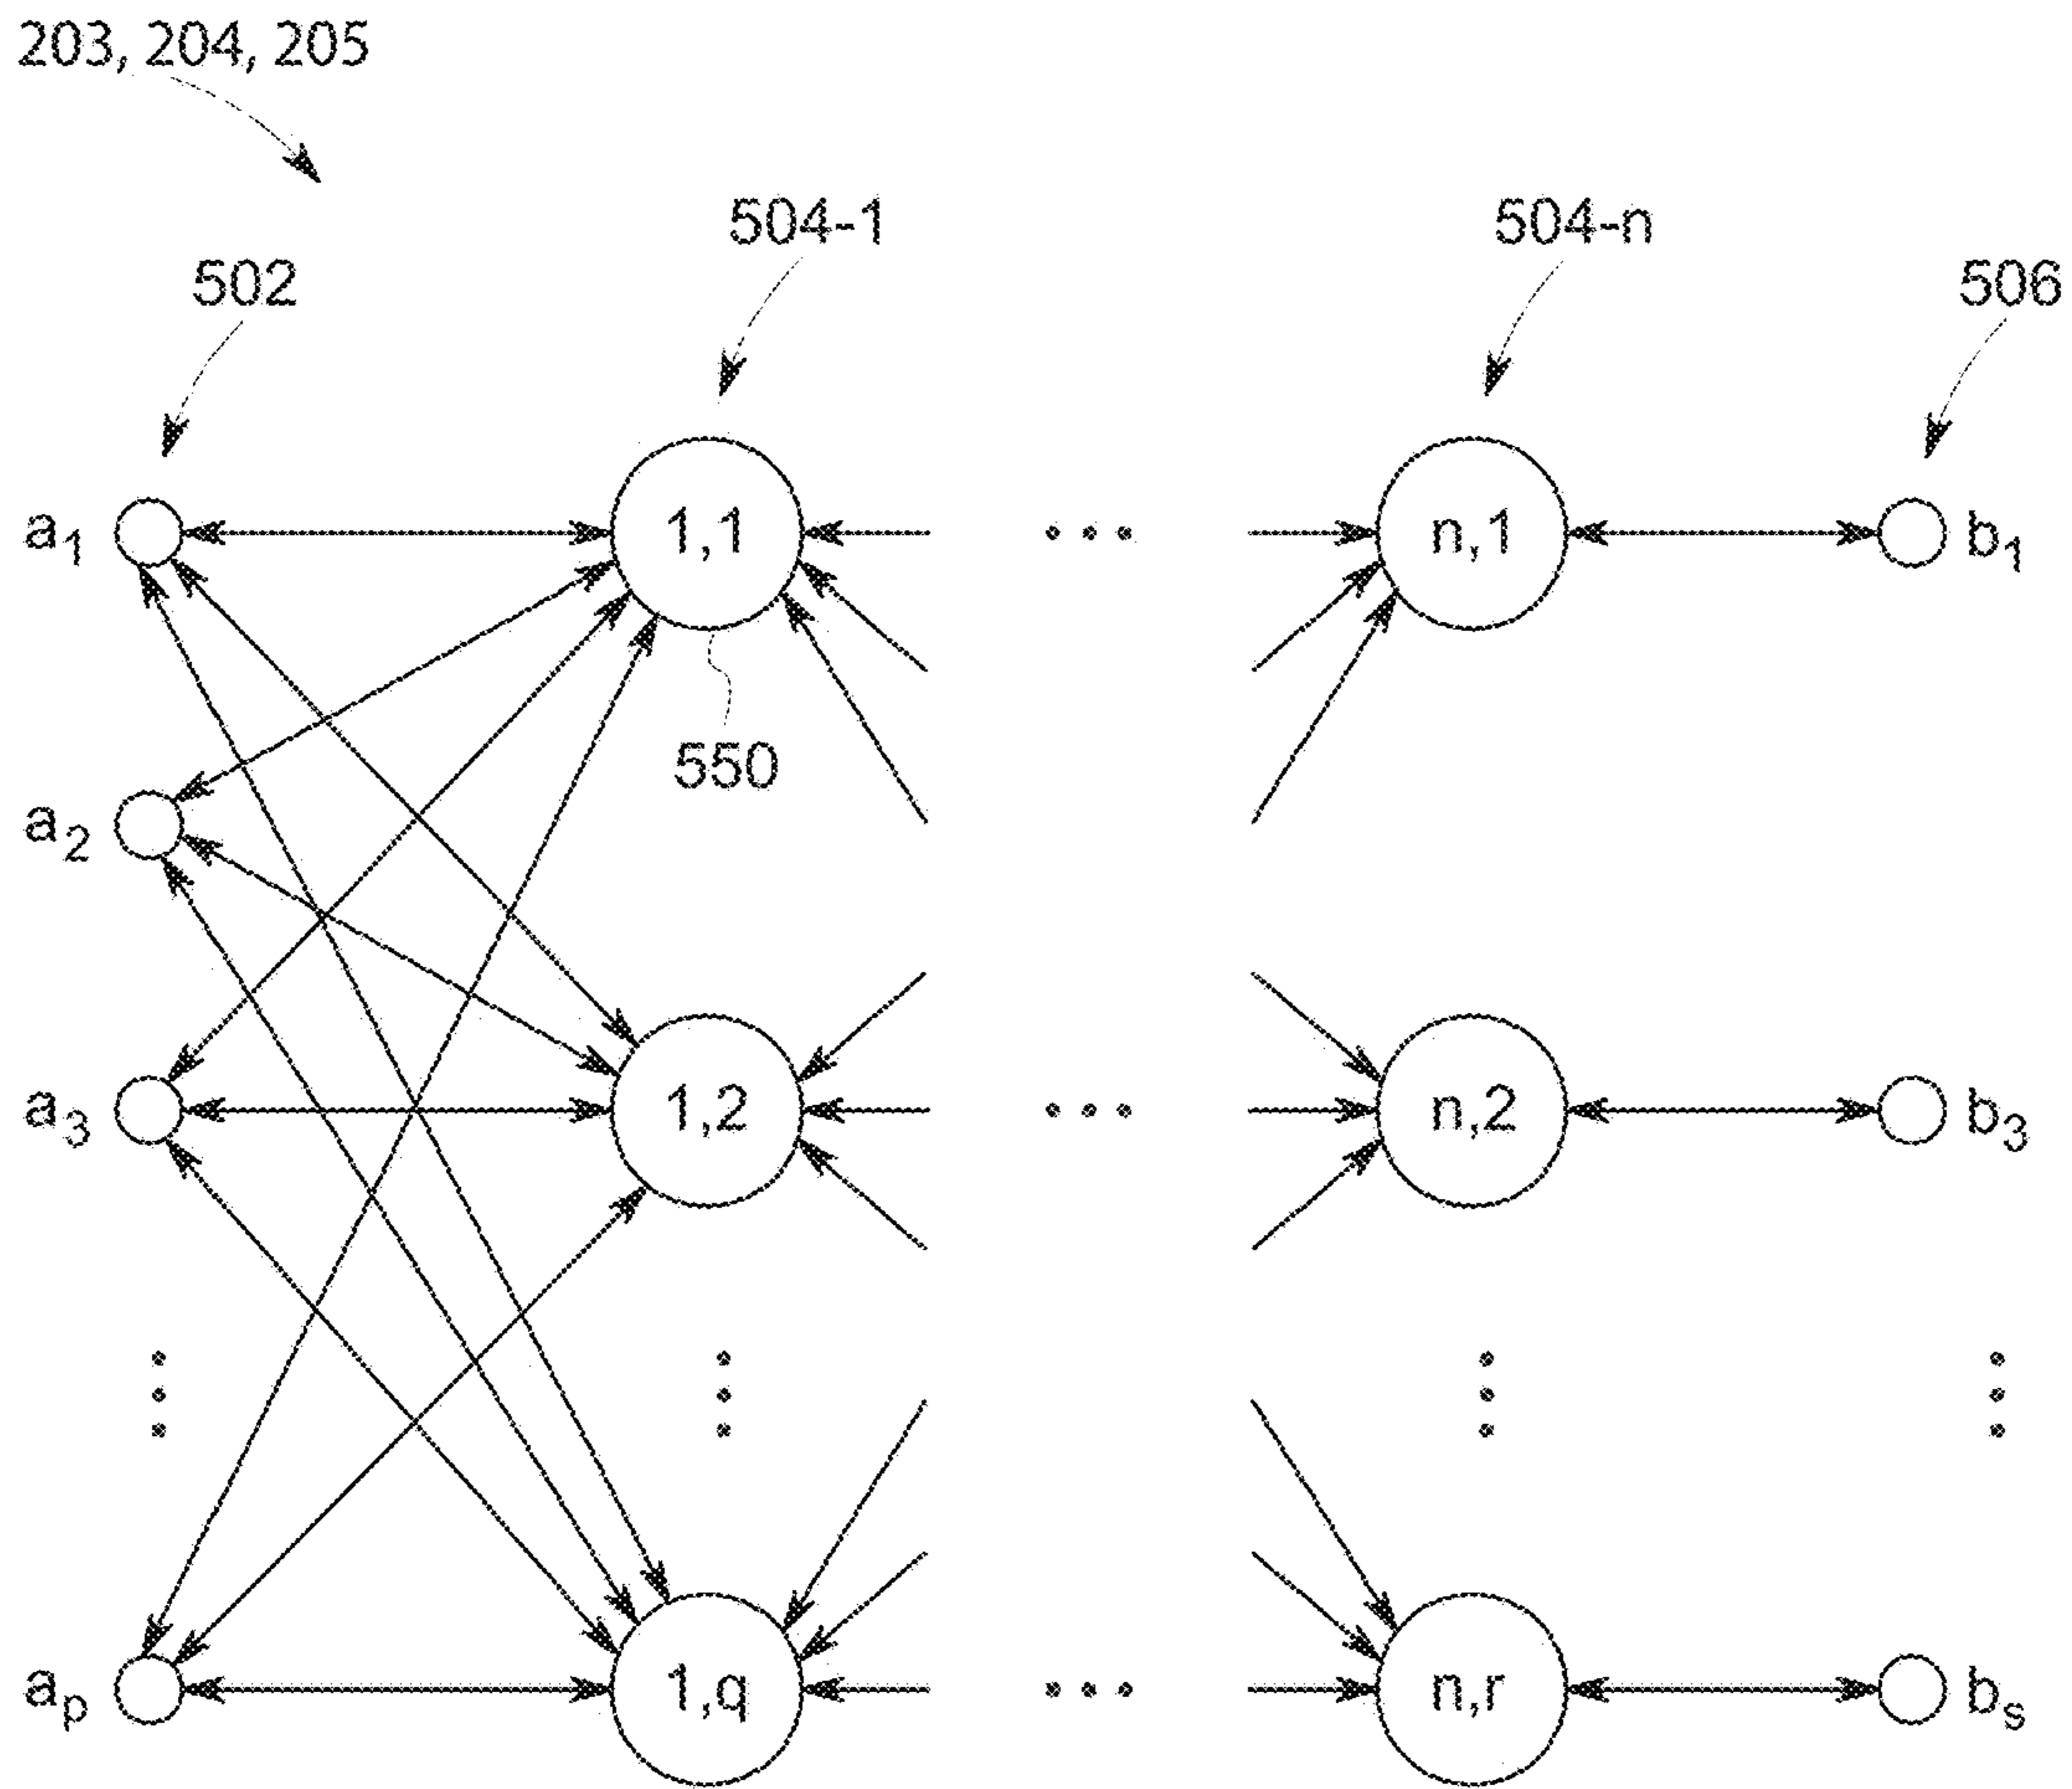 203, 204, 205
504-1
504-n
502
506
a1
1,1
n,1
b1
550
a2
a3
1,2
n,2
b3
ap
1,q
n,r
bs